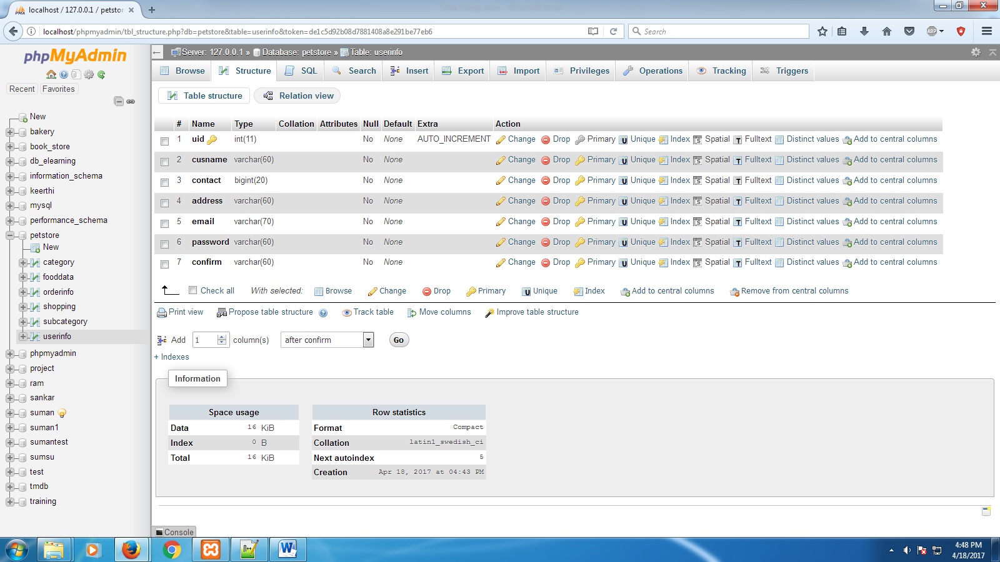 localhost / 127.0.0.1 / petstor
localhost/phpmyadmin/tbl_structure.php?db=petstore&table=userinfo&token=de1c5d92b08d7881408a8e291be77eb6
Search
ABP
phpMyAdmin
Recent Favorites
New
bakery
book_store
db_elearning
information_schema
keerthi
mysql
performance_schema
petstore
New
category
fooddata
orderinfo
shopping
subcategory
userinfo
phpmyadmin
project
ram
sankar
suman
suman1
sumantest
sumsu
test
tmdb
training
Server: 127.0.0.1 » Database: petstore » Table: userinfo
Browse Structure SQL Search Insert Export Import Privileges Operations Tracking Triggers
Table structure Relation view
# Name Type Collation Attributes Null Default Extra Action
1 uid int(11) No None AUTO_INCREMENT Change Drop Primary Unique Index Spatial Fulltext Distinct values Add to central columns
2 cusname varchar(60) No None Change Drop Primary Unique Index Spatial Fulltext Distinct values Add to central columns
3 contact bigint(20) No None Change Drop Primary Unique Index Spatial Fulltext Distinct values Add to central columns
4 address varchar(60) No None Change Drop Primary Unique Index Spatial Fulltext Distinct values Add to central columns
5 email varchar(70) No None Change Drop Primary Unique Index Spatial Fulltext Distinct values Add to central columns
6 password varchar(60) No None Change Drop Primary Unique Index Spatial Fulltext Distinct values Add to central columns
7 confirm varchar(60) No None Change Drop Primary Unique Index Spatial Fulltext Distinct values Add to central columns
Check all With selected: Browse Change Drop Primary Unique Index Add to central columns Remove from central columns
Print view Propose table structure Track table Move columns Improve table structure
Add 1 column(s) after confirm Go
+ Indexes
Information
Space usage
Data 16 KiB
Index 0 B
Total 16 KiB
Row statistics
Format Compact
Collation latin1_swedish_ci
Next autoindex 5
Creation Apr 18, 2017 at 04:43 PM
Console
4:48 PM
4/18/2017